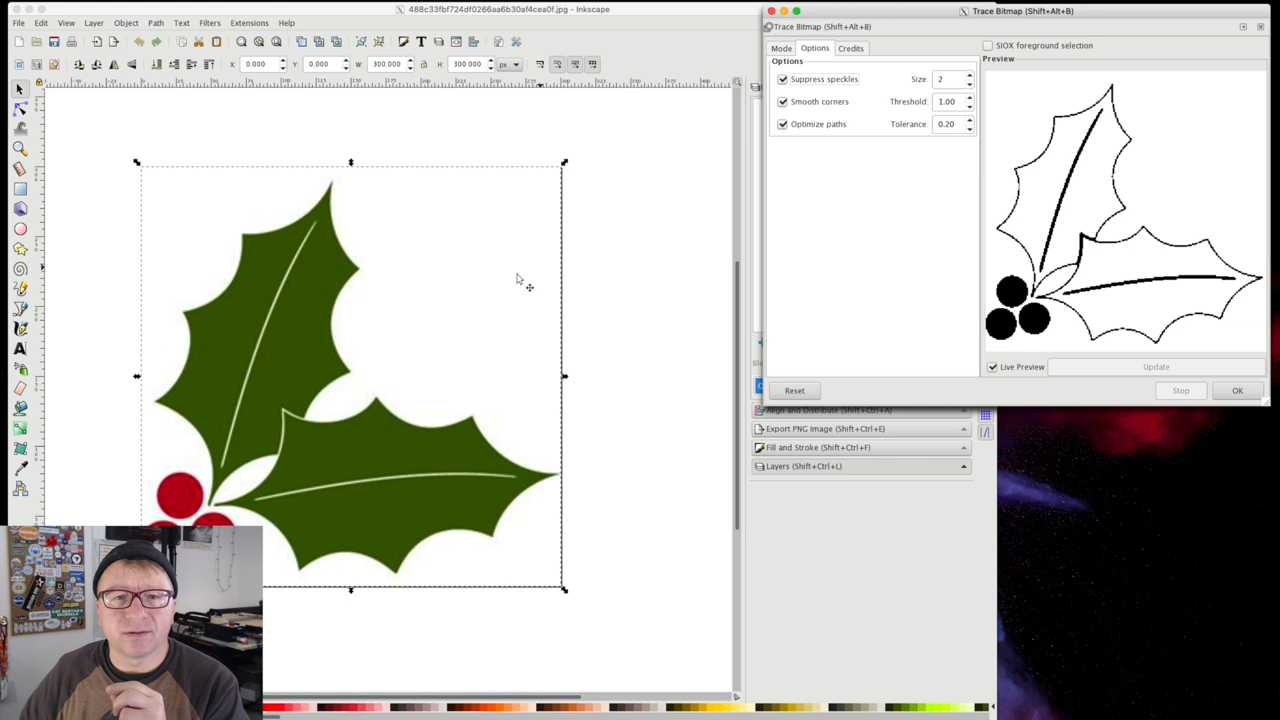 488c33fbf724df0266aa6b30af4cea0f.jpg - Inkscape
File Edit View Layer Object Path Text Filters Extensions Help
X: 0.000 Y: 0.000 W: 300.000 H: 300.000 px
Trace Bitmap (Shift+Alt+B)
Trace Bitmap (Shift+Alt+B)
Mode Options Credits
Options
Suppress speckles Size: 2
Smooth corners Threshold: 1.00
Optimize paths Tolerance: 0.20
SIOX foreground selection
Preview
Live Preview Update
Reset Stop OK
Align and Distribute (Shift+Ctrl+A)
Export PNG Image (Shift+Ctrl+E)
Fill and Stroke (Shift+Ctrl+F)
Layers (Shift+Ctrl+L)